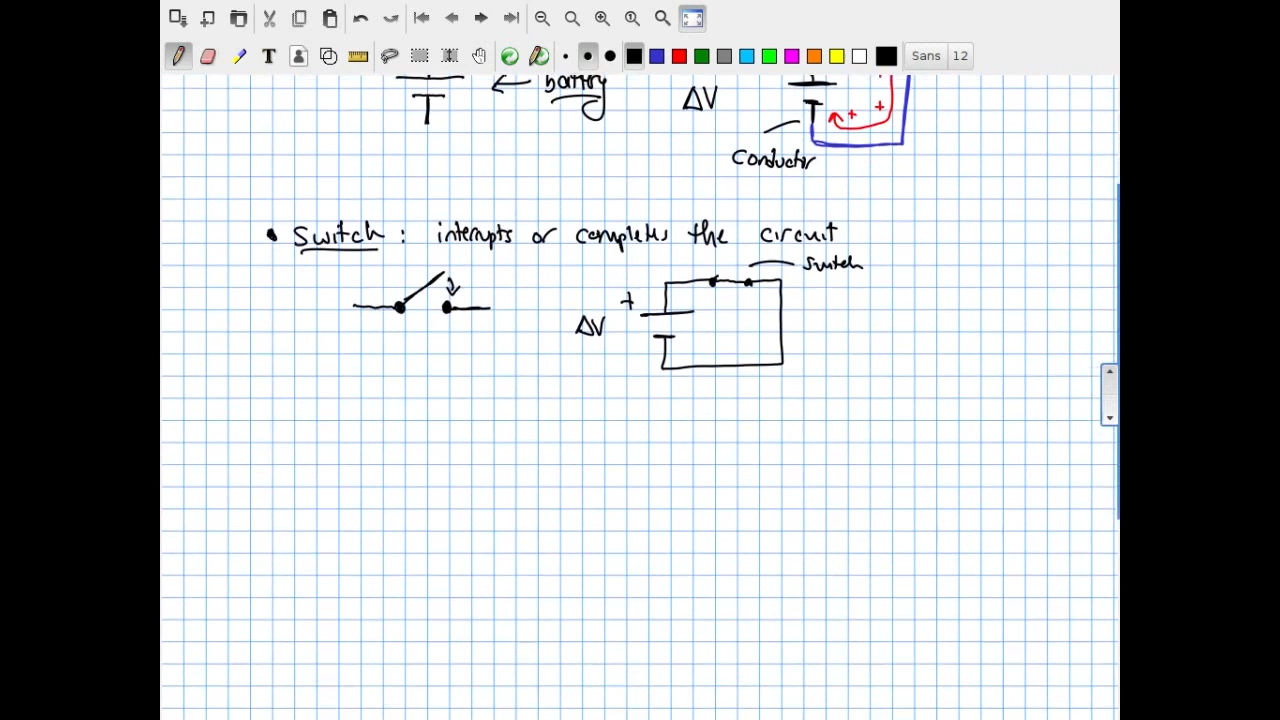 Sans 12
battery
ΔV
+ +
Conductor
• Switch : interrupts or completes the circuit
switch
+
ΔV